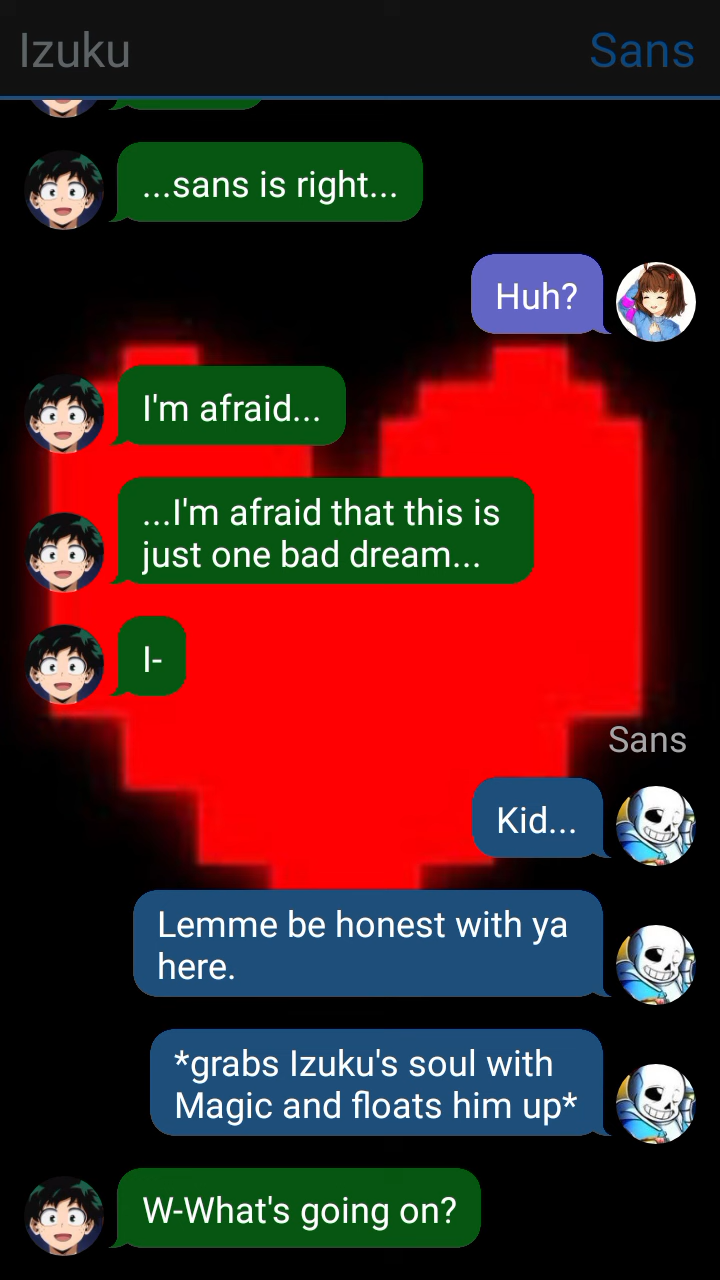 Izuku
Sans
...sans is right...
Huh?
I'm afraid...
...I'm afraid that this is
just one bad dream...
I-
Sans
Kid...
Lemme be honest with ya
here.
*grabs Izuku's soul with
Magic and floats him up*
W-What's going on?